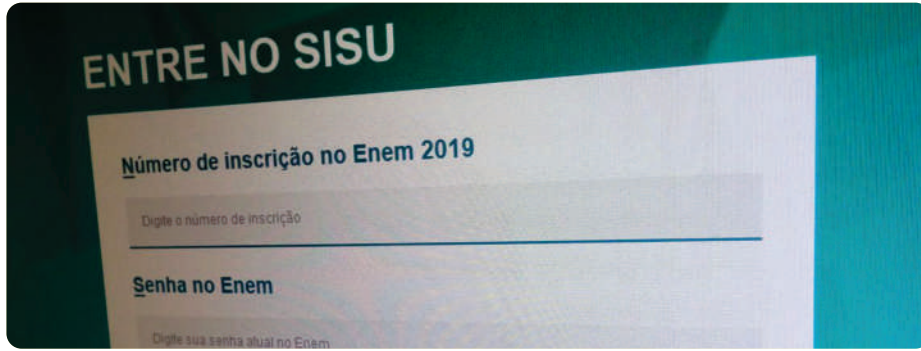 ENTRE NO SISU
Número de inscrição no Enem 2019
Digite o número de inscrição
Senha no Enem
Digite sua senha atual no Enem